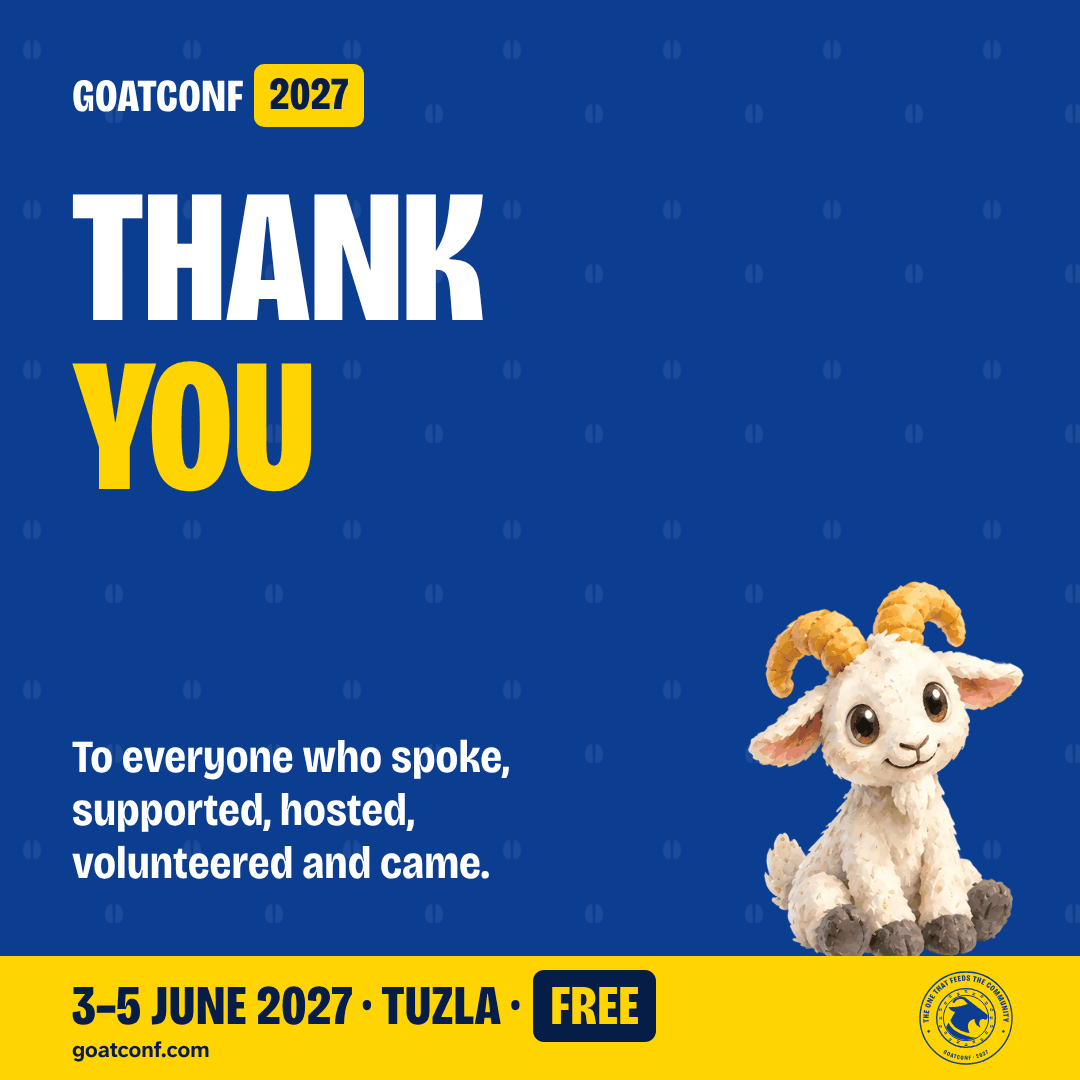 GOATCONF 2027
THANK
YOU
To everyone who spoke,
supported, hosted,
volunteered and came.
3–5 JUNE 2027 · TUZLA · FREE
goatconf.com
THE ONE THAT FEEDS THE COMMUNITY
GOATCONF · 2027